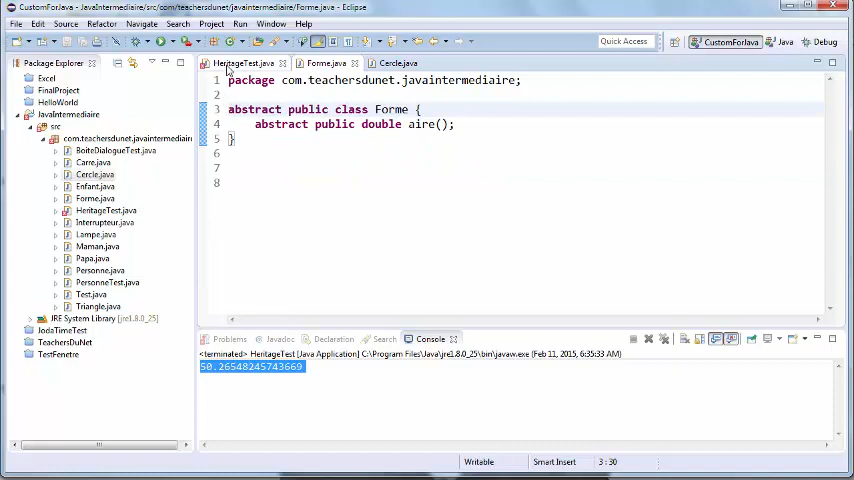 CustomForJava - JavaIntermediaire/src/com/teachersdunet/javaintermediaire/Forme.java - Eclipse
File Edit Source Refactor Navigate Search Project Java Run Window Help
Quick Access CustomForJava Java Debug
Package Explorer
HeritageTest.java Forme.java Cercle.java
Excel
FinalProject
HelloWorld
JavaIntermediaire
src
com.teachersdunet.javaintermediaire
BoiteDialogueTest.java
Carre.java
Cercle.java
Enfant.java
Forme.java
HeritageTest.java
Interrupteur.java
Lampe.java
Maman.java
Papa.java
Personne.java
PersonneTest.java
Test.java
Triangle.java
JRE System Library [jre1.8.0_25]
JodaTimeTest
TeachersDuNet
TestFenetre
1 package com.teachersdunet.javaintermediaire;
2
3 abstract public class Forme {
4 abstract public double aire();
5 }
6
7
8
Problems Javadoc Declaration Search Console
<terminated> HeritageTest [Java Application] C:\Program Files\Java\jre1.8.0_25\bin\javaw.exe (Feb 11, 2015, 6:35:33 AM)
50.26548245743669
Writable Smart Insert 3 : 30